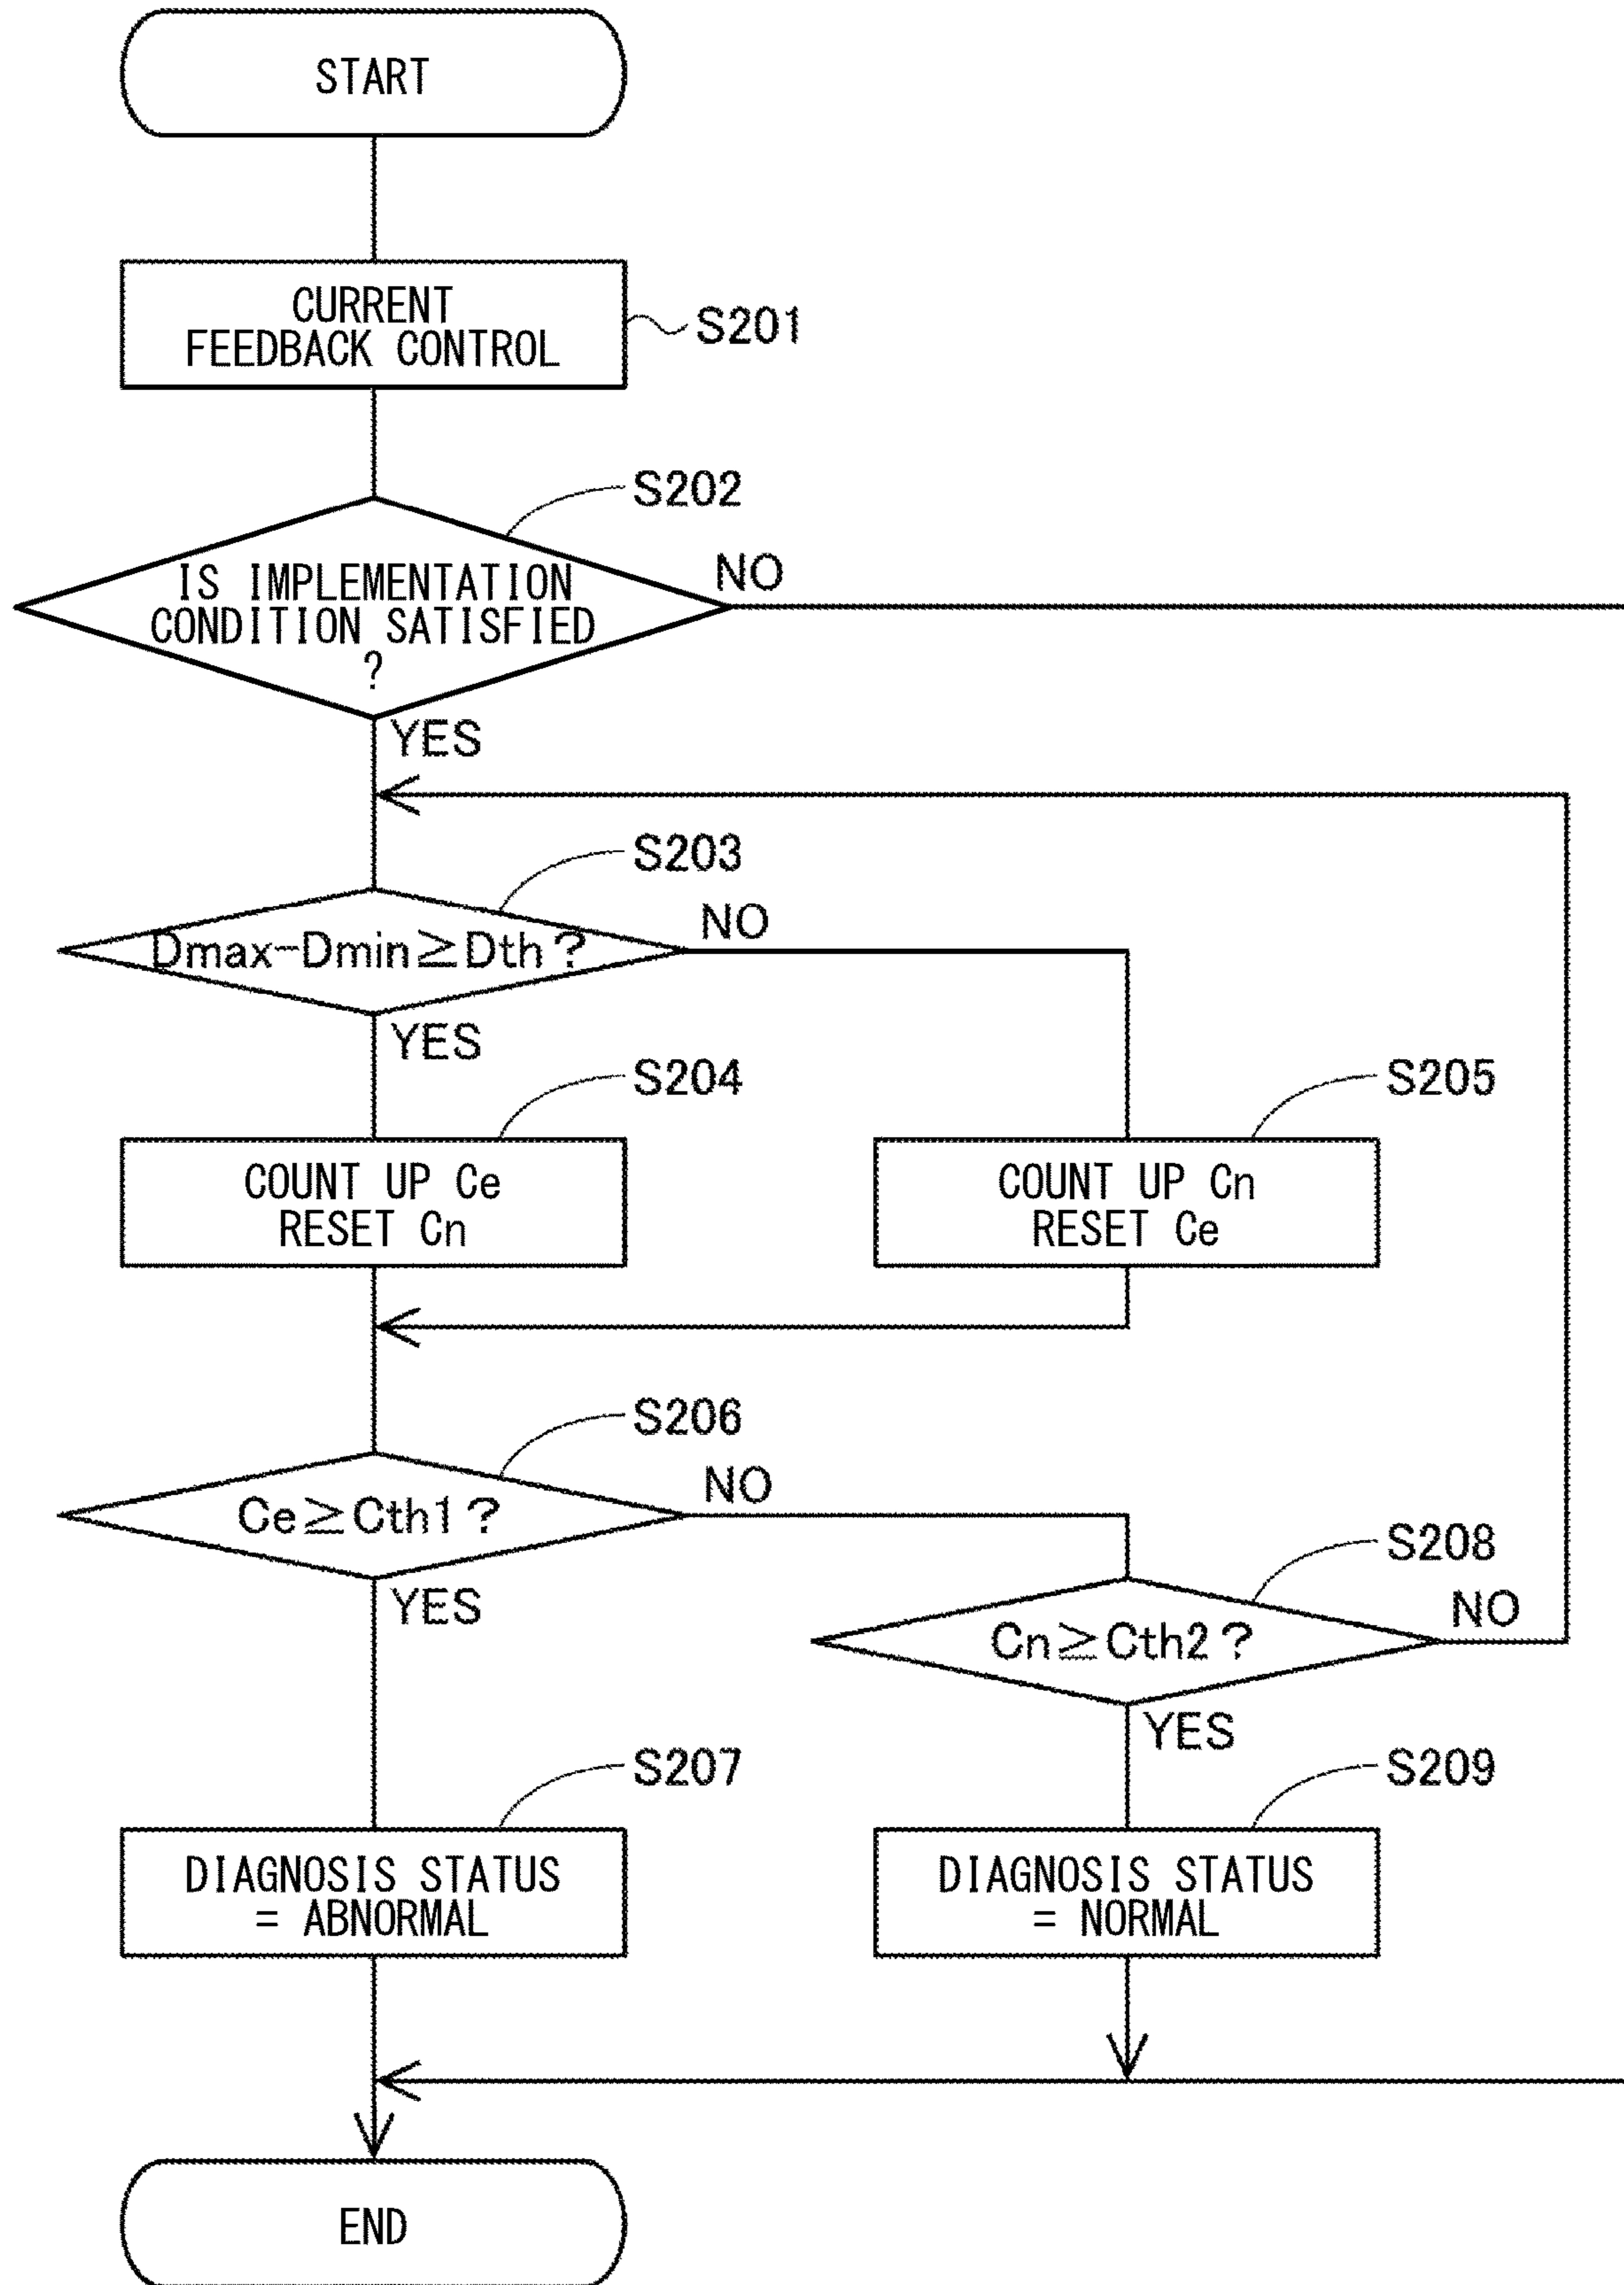 START
CURRENT
FEEDBACK CONTROL
S201
S202
IS IMPLEMENTATION
CONDITION SATISFIED
?
NO
YES
S203
Dmax-Dmin≧Dth?
NO
YES
S204
COUNT UP Ce
RESET Cn
S205
COUNT UP Cn
RESET Ce
S206
Ce≧Cth1?
NO
YES
S208
Cn≧Cth2?
NO
YES
S207
DIAGNOSIS STATUS
= ABNORMAL
S209
DIAGNOSIS STATUS
= NORMAL
END